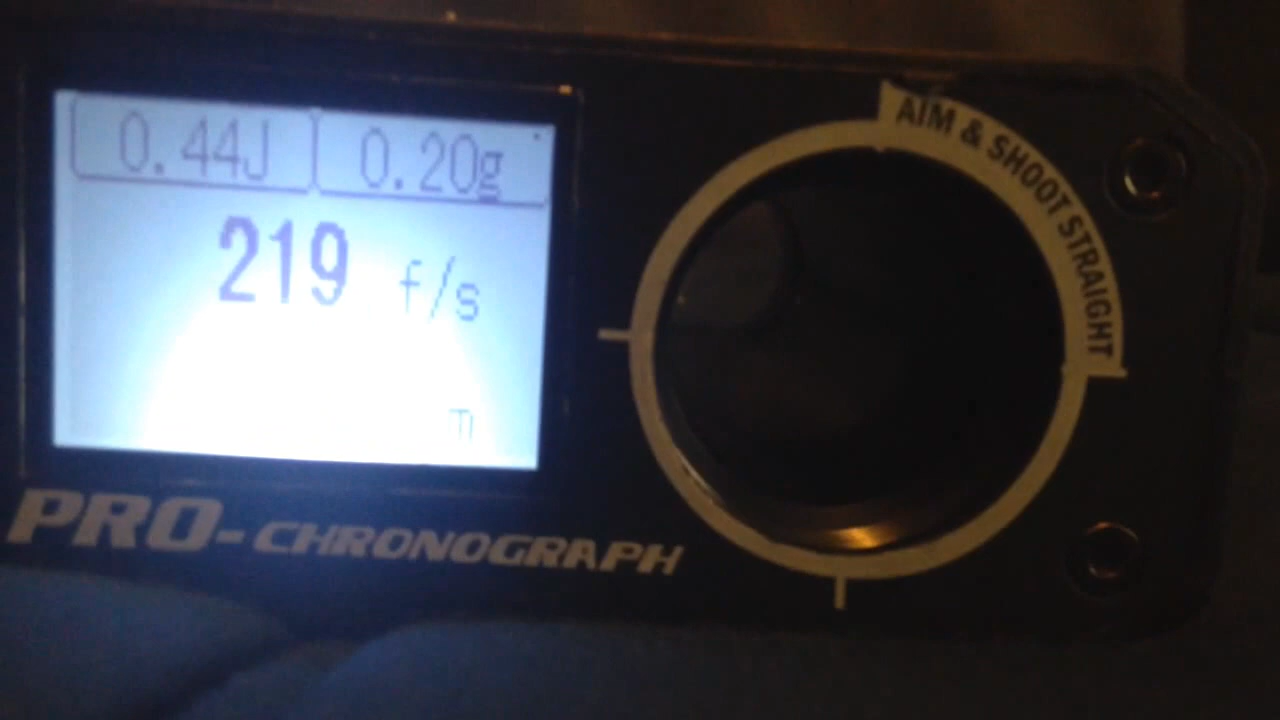 0.44J 0.20g
219 f/s
m
PRO-CHRONOGRAPH
AIM & SHOOT STRAIGHT